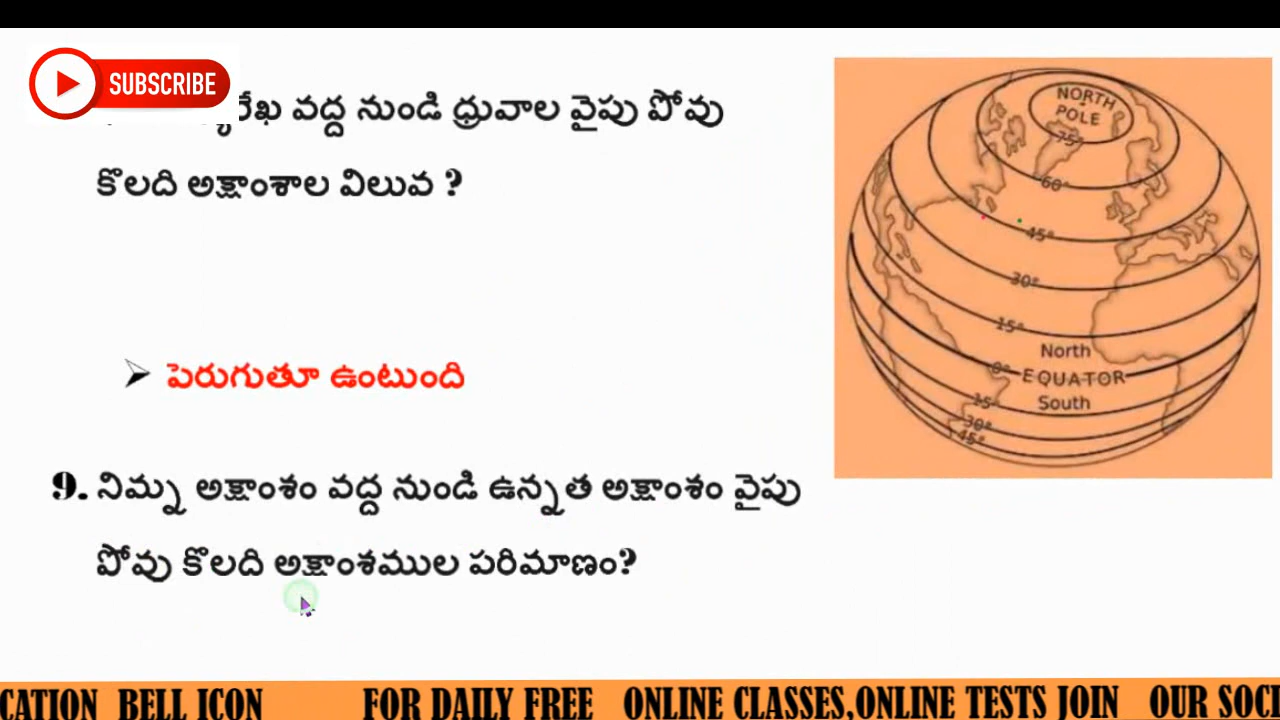 SUBSCRIBE
వద్ద నుండి ధ్రువాల వైపు పోవు
కొలది అక్షాంశాల విలువ ?
➢ పెరుగుతూ ఉంటుంది
9. నిమ్న అక్షాంశం వద్ద నుండి ఉన్నత అక్షాంశం వైపు
పోవు కొలది అక్షాంశముల పరిమాణం?
NORTH
POLE
75°
60°
45°
30°
15°
North
0° EQUATOR
South
15°
30°
45°
CATION BELL ICON FOR DAILY FREE ONLINE CLASSES,ONLINE TESTS JOIN OUR SOCI